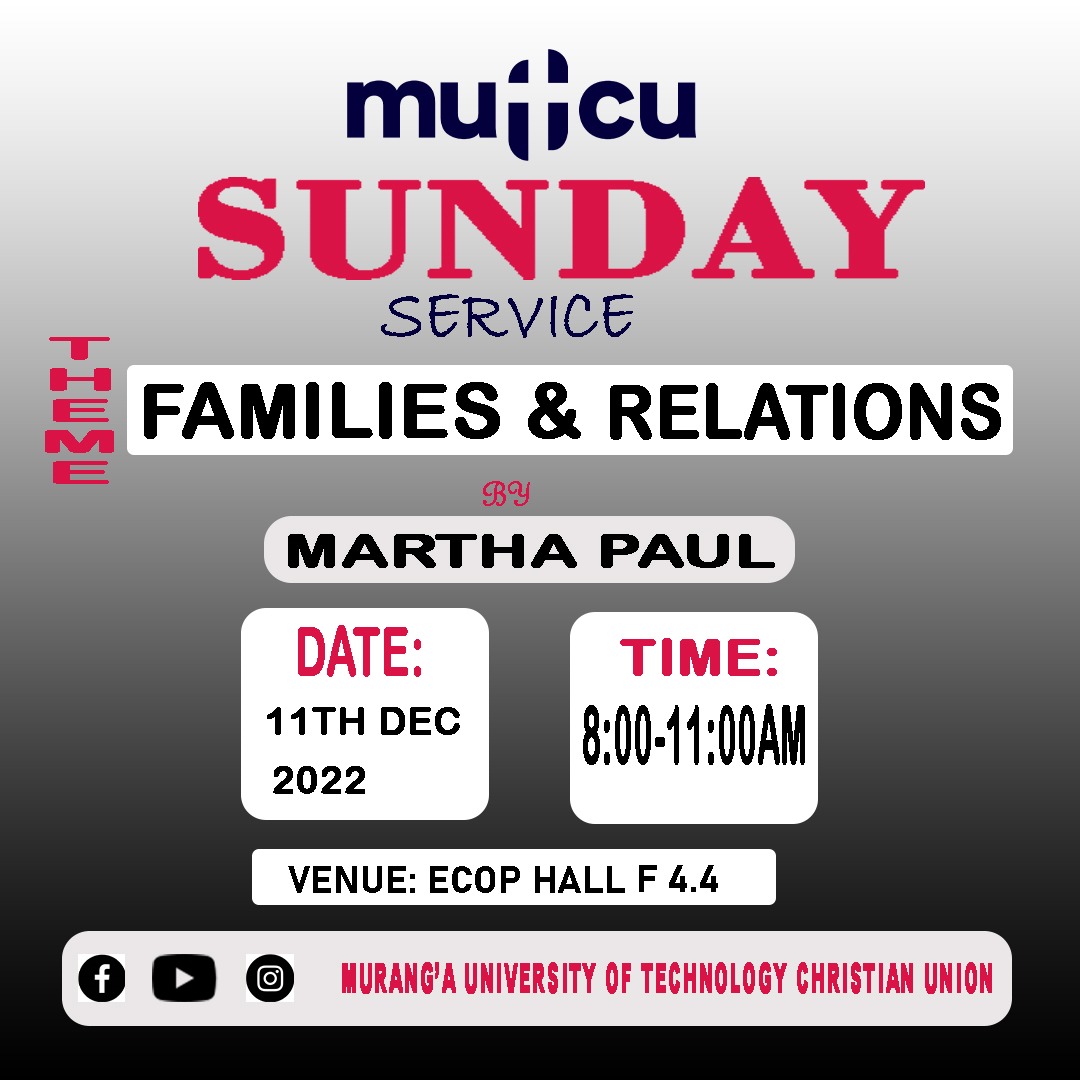 muttcu
SUNDAY
SERVICE
THEME
FAMILIES & RELATIONS
BY
MARTHA PAUL
DATE:
11TH DEC
2022
TIME:
8:00-11:00AM
VENUE: ECOP HALL F 4.4
MURANG'A UNIVERSITY OF TECHNOLOGY CHRISTIAN UNION